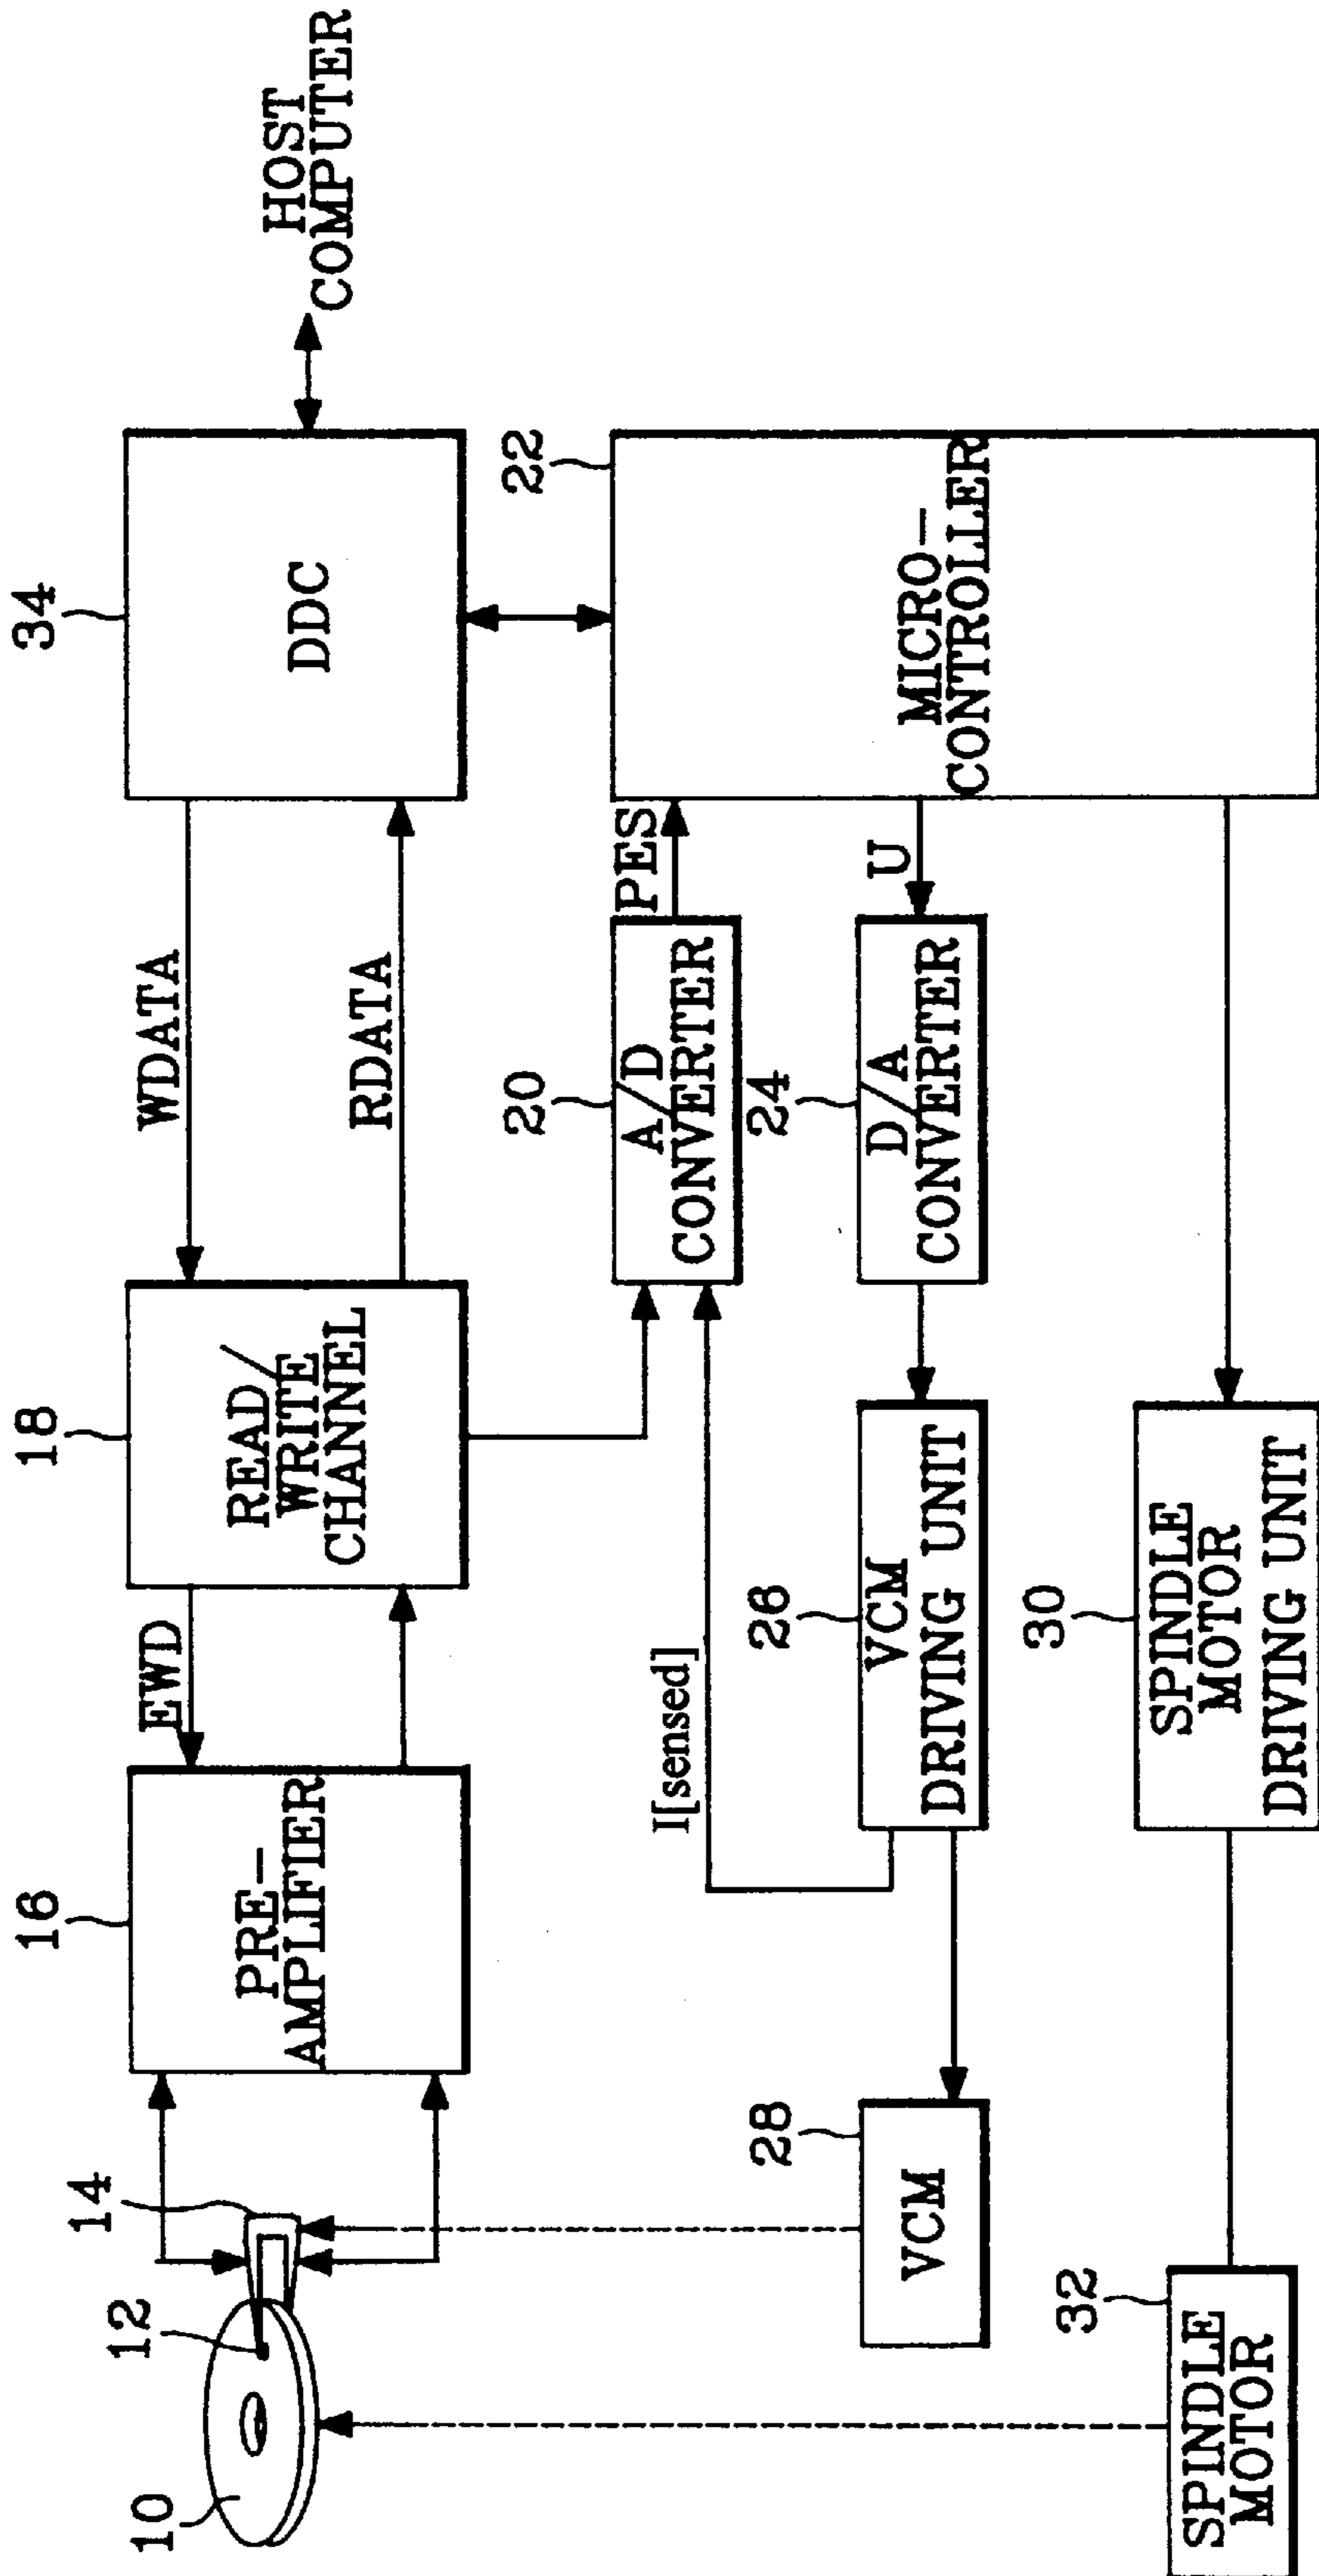 10
12
14
16
PRE-
AMPLIFIER
EWD
18
READ/
WRITE
CHANNEL
WDATA
RDATA
34
DDC
HOST
COMPUTER
20
A/D
CONVERTER
PES
22
MICRO-
CONTROLLER
I[sensed]
24
D/A
CONVERTER
U
26
VCM
DRIVING UNIT
28
VCM
30
SPINDLE
MOTOR
DRIVING UNIT
32
SPINDLE
MOTOR